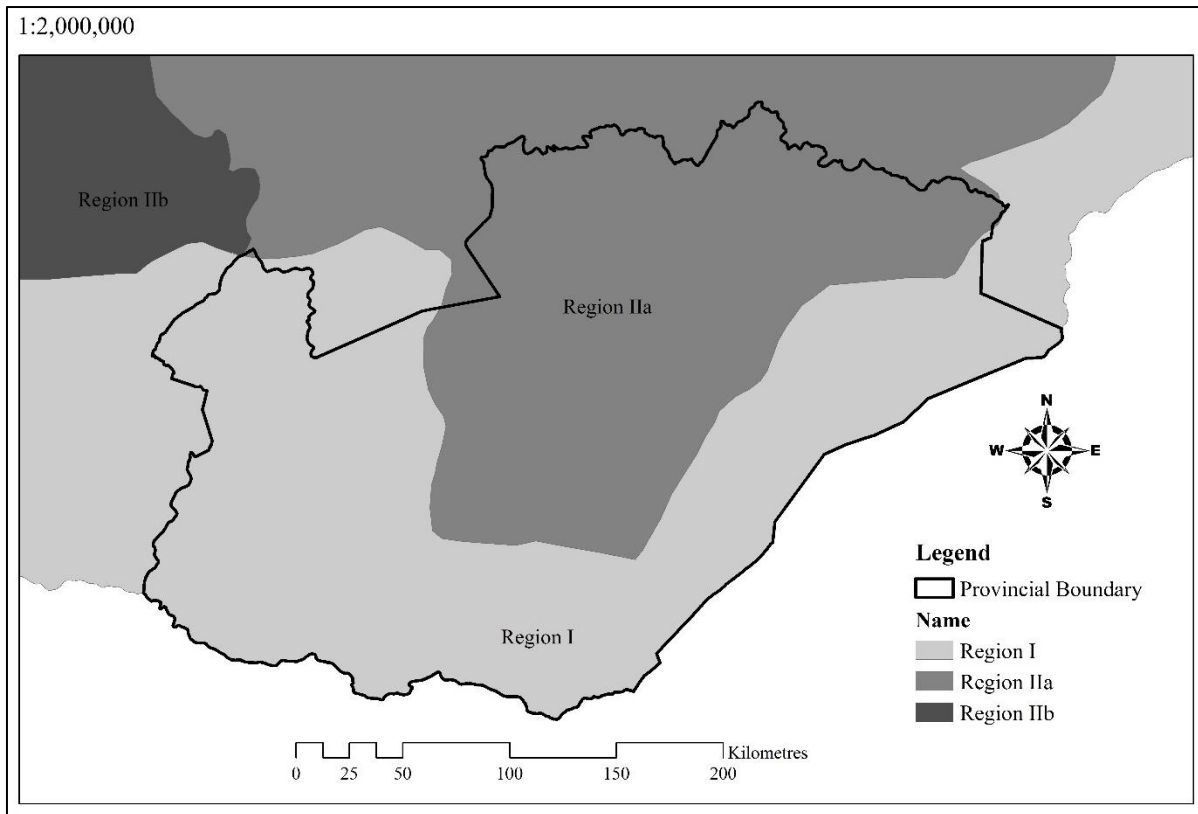 1:2,000,000
Region IIb
Region IIa
Region I
N
W E
S
Legend
Provincial Boundary
Name
Region I
Region IIa
Region IIb
Kilometres
0 25 50 100 150 200